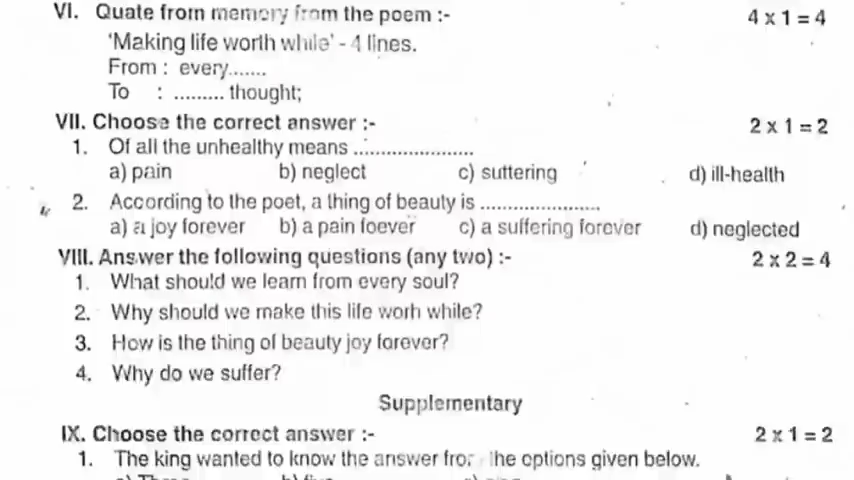 VI. Quate from memory from the poem :- 4 x 1 = 4
'Making life worth while' - 4 lines.
From : every.......
To : ......... thought;
VII. Choose the correct answer :- 2 x 1 = 2
1. Of all the unhealthy means .....................
a) pain b) neglect c) suttering d) ill-health
2. According to the poet, a thing of beauty is .....................
a) a joy forever b) a pain foever c) a suffering forever d) neglected
VIII. Answer the following questions (any two) :- 2 x 2 = 4
1. What should we learn from every soul?
2. Why should we make this life worh while?
3. How is the thing of beauty joy forever?
4. Why do we suffer?
Supplementary
IX. Choose the correct answer :- 2 x 1 = 2
1. The king wanted to know the answer from the options given below.